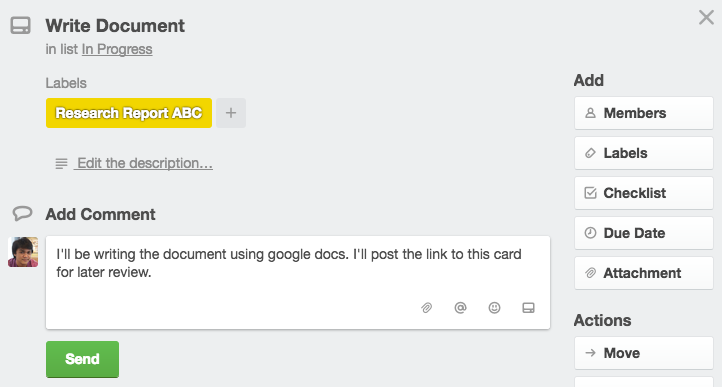 Write Document
in list In Progress
Labels
Research Report ABC
+
Edit the description…
Add Comment
I'll be writing the document using google docs. I'll post the link to this card
for later review.
@
Send
Add
Members
Labels
Checklist
Due Date
Attachment
Actions
Move